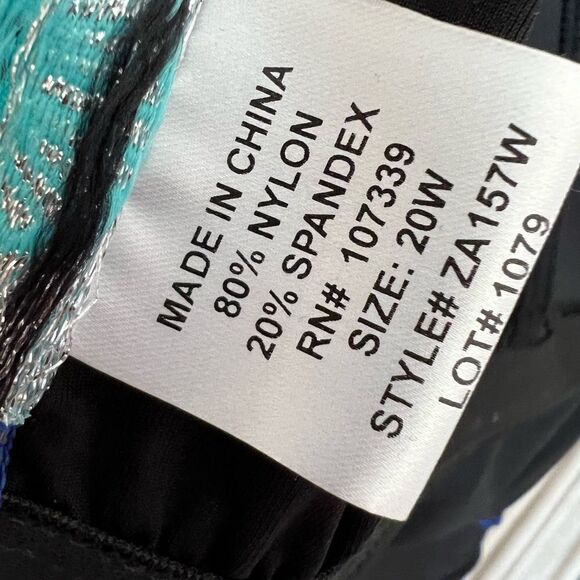 MADE IN CHINA
80% NYLON
20% SPANDEX
RN# 107339
SIZE: 20W
STYLE# ZA157W
LOT# 1079